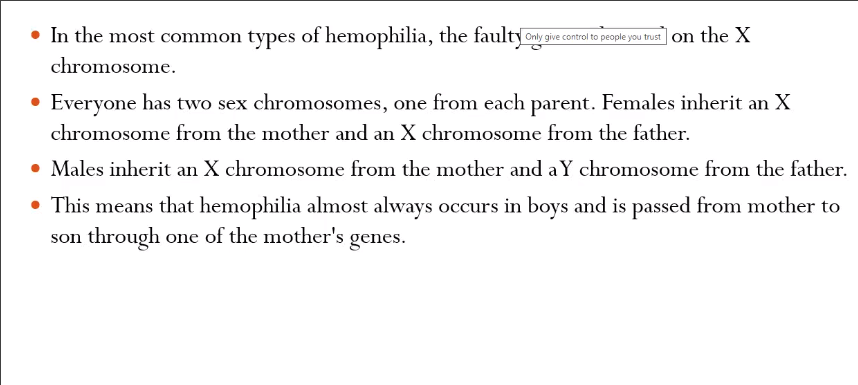 • In the most common types of hemophilia, the faulty on the X
Only give control to people you trust
chromosome.
• Everyone has two sex chromosomes, one from each parent. Females inherit an X
chromosome from the mother and an X chromosome from the father.
• Males inherit an X chromosome from the mother and a Y chromosome from the father.
• This means that hemophilia almost always occurs in boys and is passed from mother to
son through one of the mother's genes.